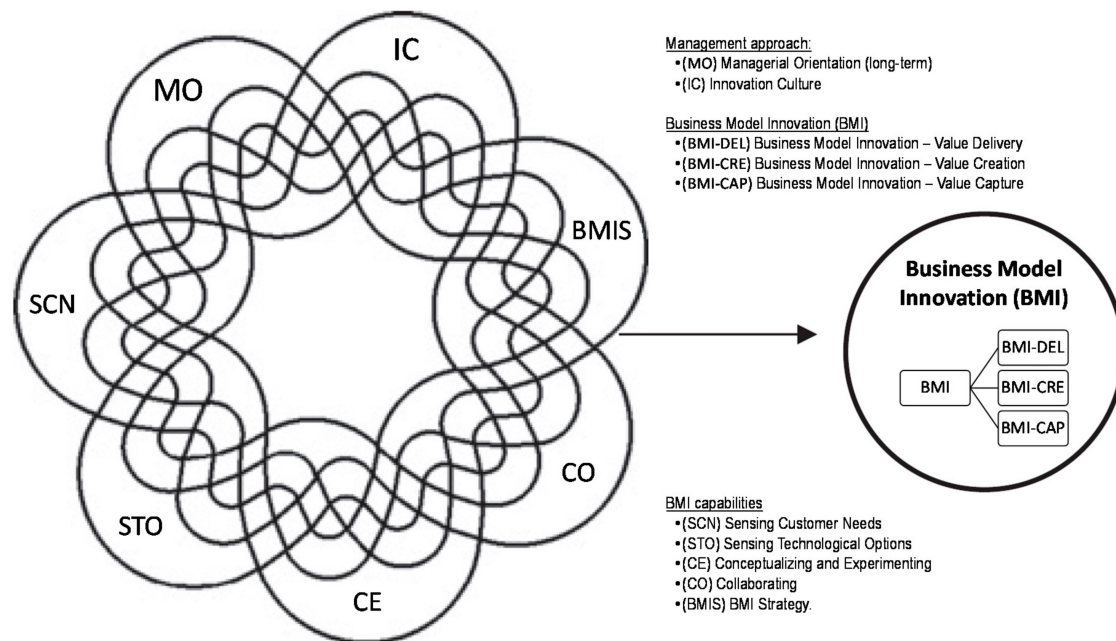 IC
MO
BMIS
SCN
CO
STO
CE
Management approach:
•(MO) Managerial Orientation (long-term)
•(IC) Innovation Culture
Business Model Innovation (BMI)
•(BMI-DEL) Business Model Innovation – Value Delivery
•(BMI-CRE) Business Model Innovation – Value Creation
•(BMI-CAP) Business Model Innovation – Value Capture
Business Model
Innovation (BMI)
BMI-DEL
BMI
BMI-CRE
BMI-CAP
BMI capabilities
•(SCN) Sensing Customer Needs
•(STO) Sensing Technological Options
•(CE) Conceptualizing and Experimenting
•(CO) Collaborating
•(BMIS) BMI Strategy.